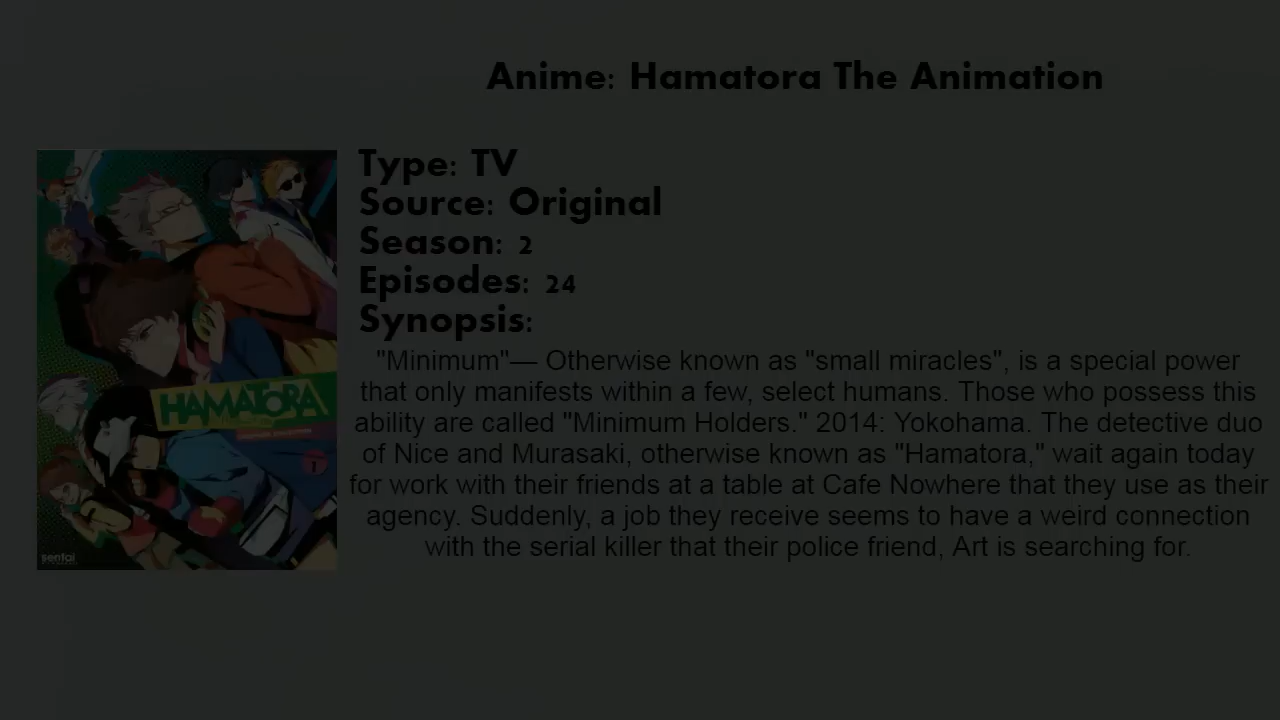 Anime: Hamatora The Animation
Type: TV
Source: Original
Season: 2
Episodes: 24
Synopsis:
"Minimum"— Otherwise known as "small miracles", is a special power
that only manifests within a few, select humans. Those who possess this
ability are called "Minimum Holders." 2014: Yokohama. The detective duo
of Nice and Murasaki, otherwise known as "Hamatora," wait again today
for work with their friends at a table at Cafe Nowhere that they use as their
agency. Suddenly, a job they receive seems to have a weird connection
with the serial killer that their police friend, Art is searching for.
HAMATORA
1
sentai